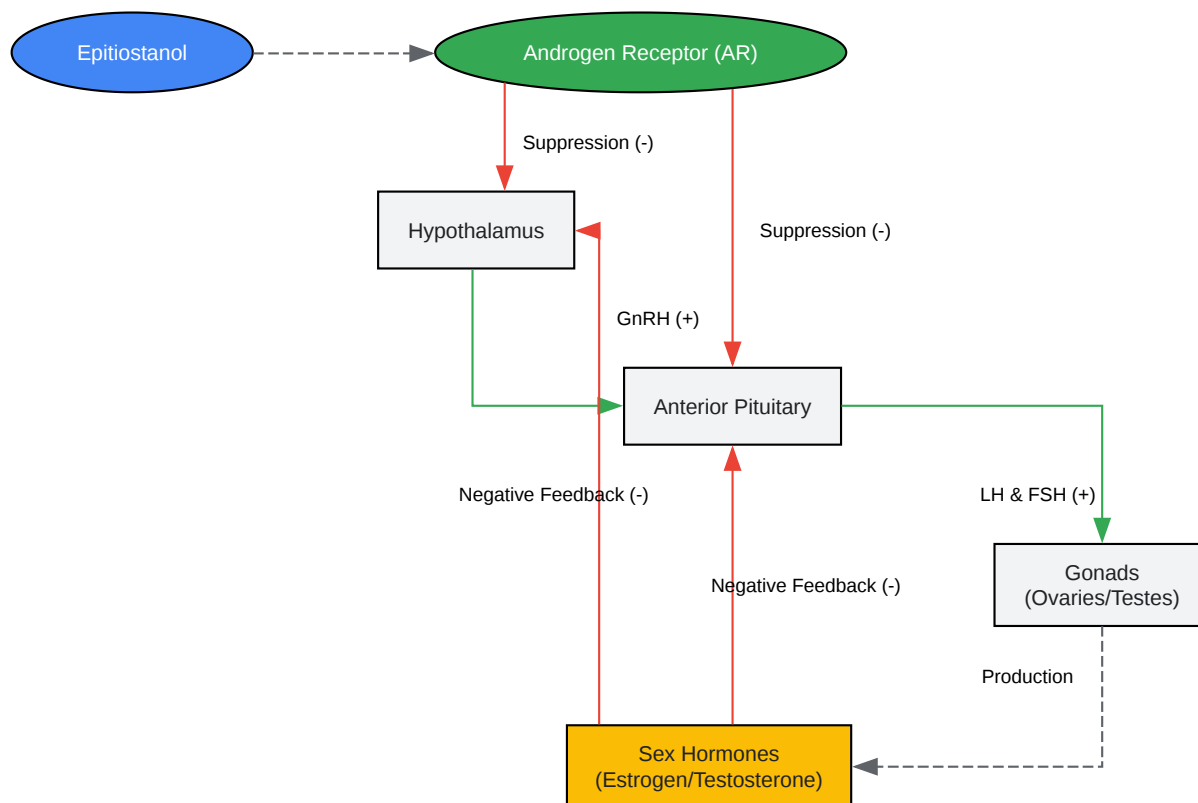 Epitiostanol
Androgen Receptor (AR)
Suppression (-)
Hypothalamus
Suppression (-)
GnRH (+)
Anterior Pituitary
Negative Feedback (-)
LH & FSH (+)
Gonads
(Ovaries/Testes)
Negative Feedback (-)
Production
Sex Hormones
(Estrogen/Testosterone)